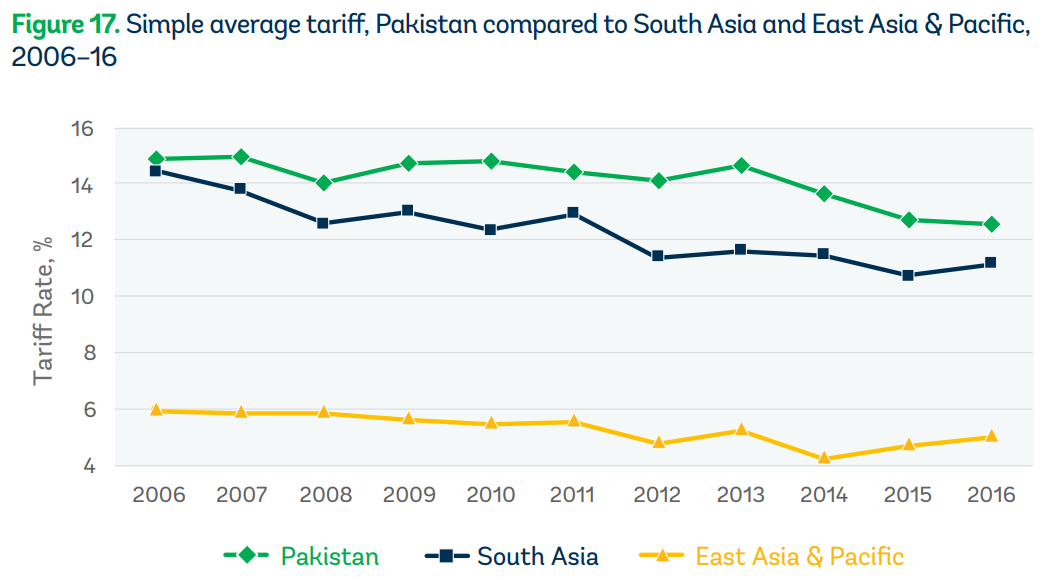 Figure 17. Simple average tariff, Pakistan compared to South Asia and East Asia & Pacific,
2006–16
Tariff Rate, %
16
14
12
10
8
6
4
2006 2007 2008 2009 2010 2011 2012 2013 2014 2015 2016
Pakistan South Asia East Asia & Pacific